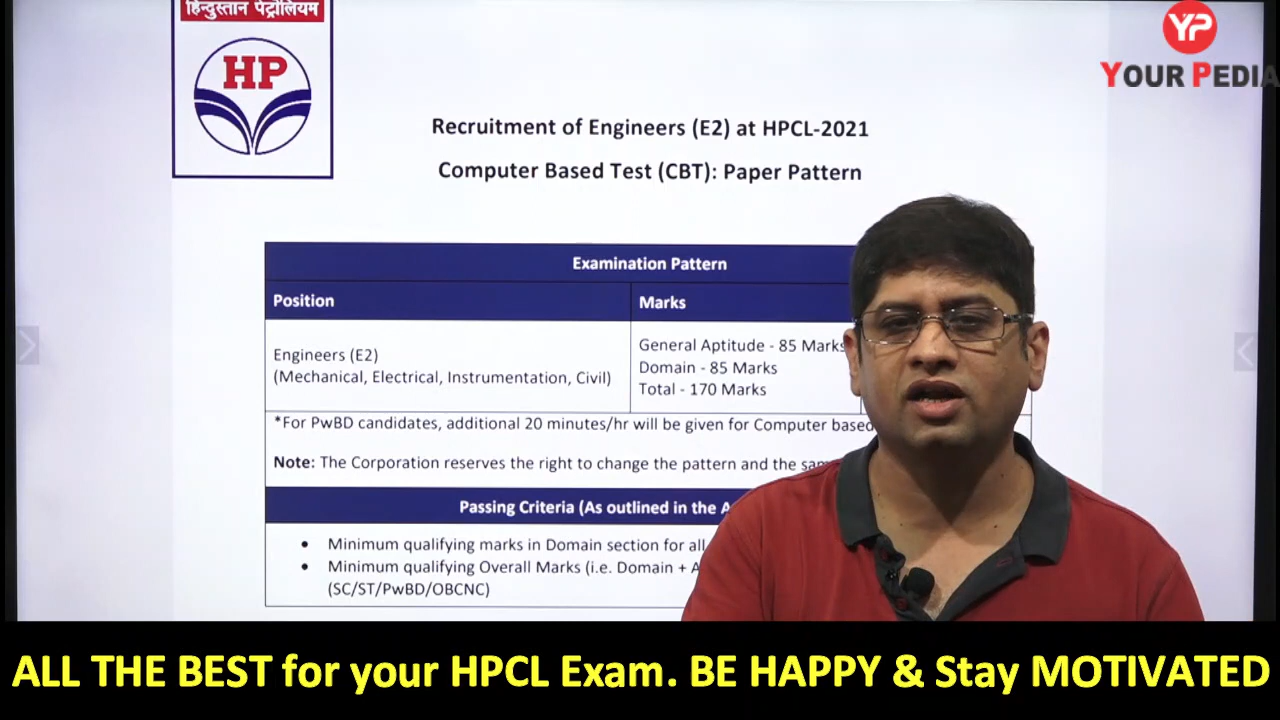 हिन्दुस्तान पेट्रोलियम
HP
YP
YOUR PEDIA
Recruitment of Engineers (E2) at HPCL-2021
Computer Based Test (CBT): Paper Pattern
Examination Pattern
Position
Marks
Engineers (E2)
(Mechanical, Electrical, Instrumentation, Civil)
General Aptitude - 85 Marks
Domain - 85 Marks
Total - 170 Marks
*For PwBD candidates, additional 20 minutes/hr will be given for Computer based
Note: The Corporation reserves the right to change the pattern and the
Passing Criteria (As outlined in the
• Minimum qualifying marks in Domain section for all
• Minimum qualifying Overall Marks (i.e. Domain +
(SC/ST/PwBD/OBCNC)
ALL THE BEST for your HPCL Exam. BE HAPPY & Stay MOTIVATED